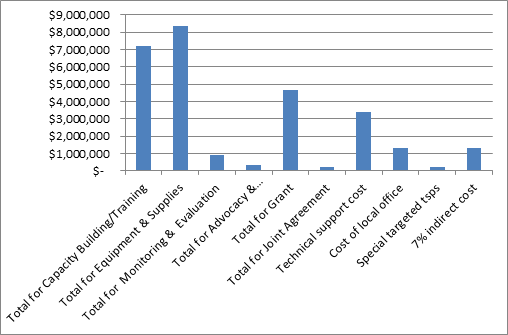 $9,000,000
$8,000,000
$7,000,000
$6,000,000
$5,000,000
$4,000,000
$3,000,000
$2,000,000
$1,000,000
$-
Total for Capacity Building/Training
Total for Equipment & Supplies
Total for Monitoring & Evaluation
Total for Advocacy &...
Total for Grant
Total for Joint Agreement
Technical support cost
Cost of local office
Special targeted tsps
7% indirect cost